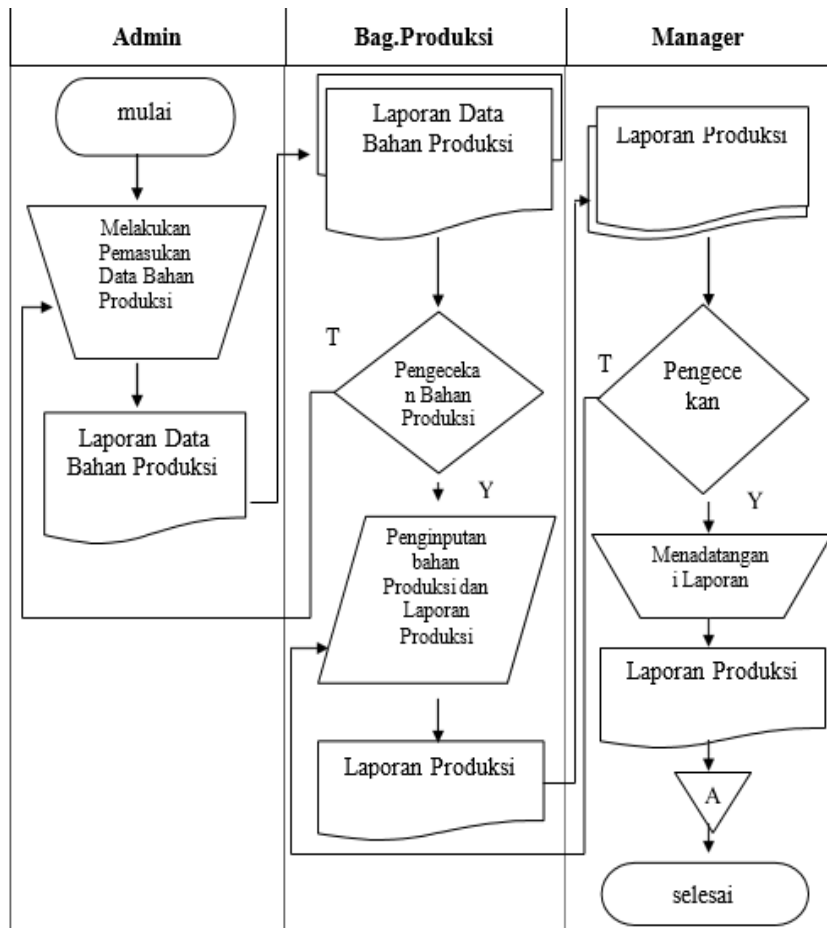 Admin
Bag.Produksi
Manager
mulai
Melakukan
Pemasukan
Data Bahan
Produksi
Laporan Data
Bahan Produksi
Laporan Data
Bahan Produksi
T
Pengeceka
n Bahan
Produksi
Y
Penginputan
bahan
Produksi dan
Laporan
Produksi
Laporan Produksi
Laporan Produksi
T
Pengece
kan
Y
Menadatangan
i Laporan
Laporan Produksi
A
selesai